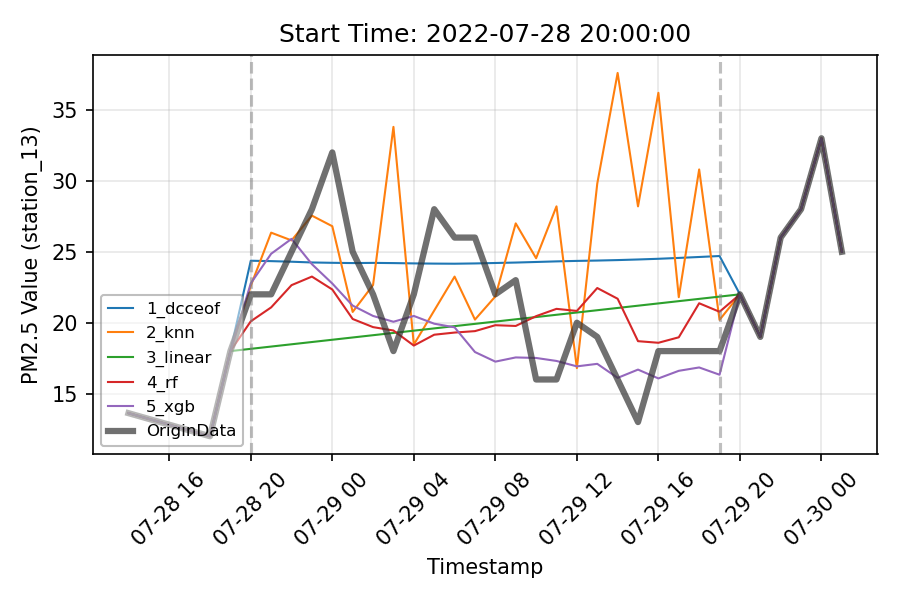 Start Time: 2022-07-28 20:00:00
PM2.5 Value (station_13)
35
30
25
20
15
1_dcceof
2_knn
3_linear
4_rf
5_xgb
OriginData
07-28 16
07-28 20
07-29 00
07-29 04
07-29 08
07-29 12
07-29 16
07-29 20
07-30 00
Timestamp